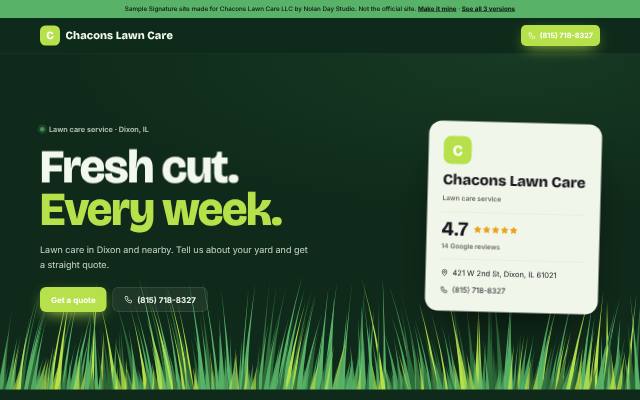 Sample Signature site made for Chacons Lawn Care LLC by Nolan Day Studio. Not the official site. Make it mine · See all 3 versions
C Chacons Lawn Care
(815) 718-8327
Lawn care service · Dixon, IL
Fresh cut.
Every week.
Lawn care in Dixon and nearby. Tell us about your yard and get
a straight quote.
Get a quote
(815) 718-8327
C
Chacons Lawn Care
Lawn care service
4.7 ★★★★★
14 Google reviews
421 W 2nd St, Dixon, IL 61021
(815) 718-8327